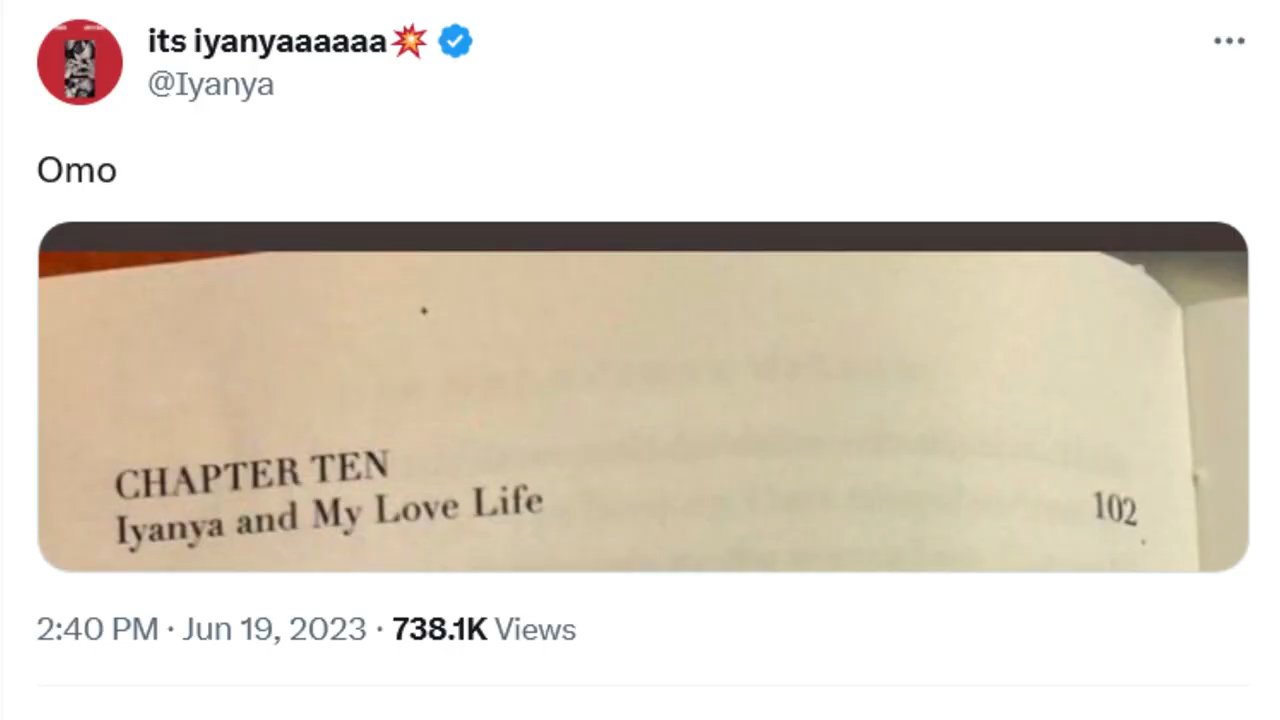 its iyanyaaaaaa💥
@Iyanya
Omo
CHAPTER TEN
Iyanya and My Love Life 102
2:40 PM · Jun 19, 2023 · 738.1K Views